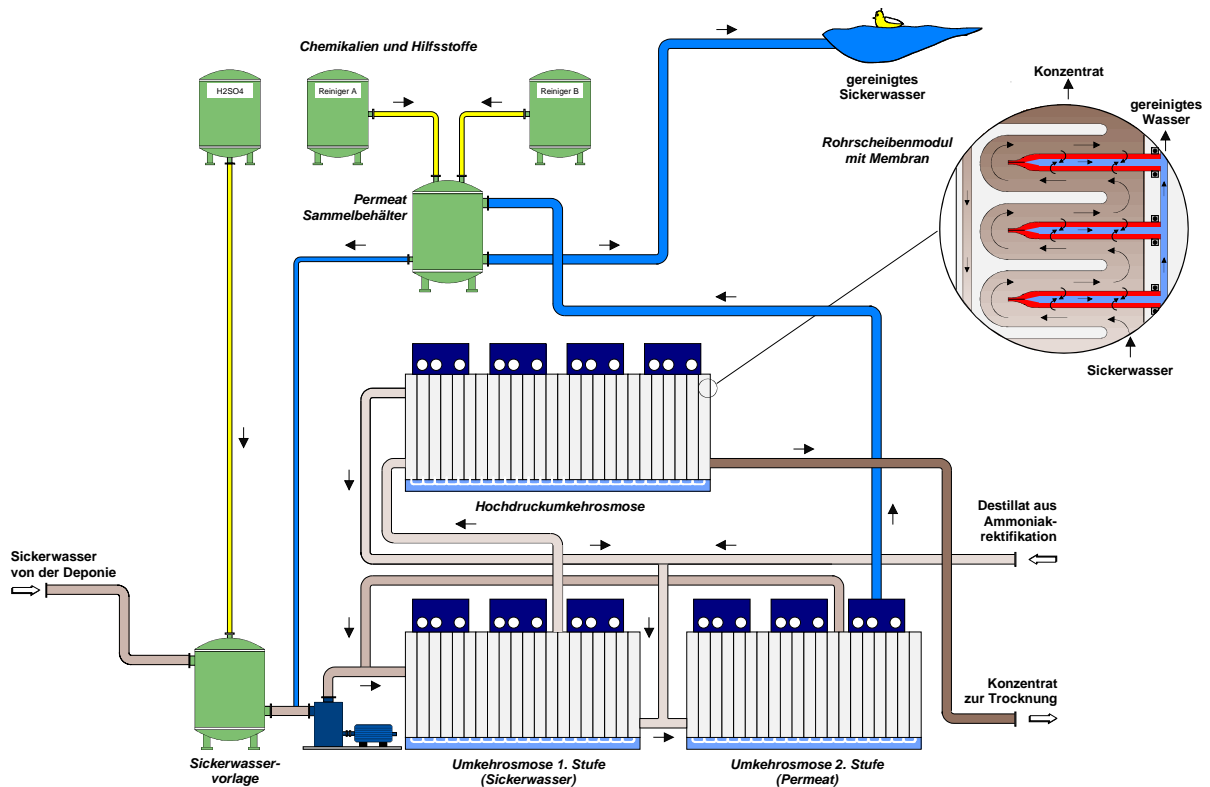 Chemikalien und Hilfsstoffe
H2SO4
Reiniger A
Reiniger B
gereinigtes
Sickerwasser
Konzentrat
gereinigtes
Wasser
Rohrscheibenmodul
mit Membran
Permeat
Sammelbehälter
Sickerwasser
Hochdruckumkehrosmose
Destillat aus
Ammoniak-
rektifikation
Sickerwasser
von der Deponie
Konzentrat
zur Trocknung
Sickerwasser-
vorlage
Umkehrosmose 1. Stufe
(Sickerwasser)
Umkehrosmose 2. Stufe
(Permeat)